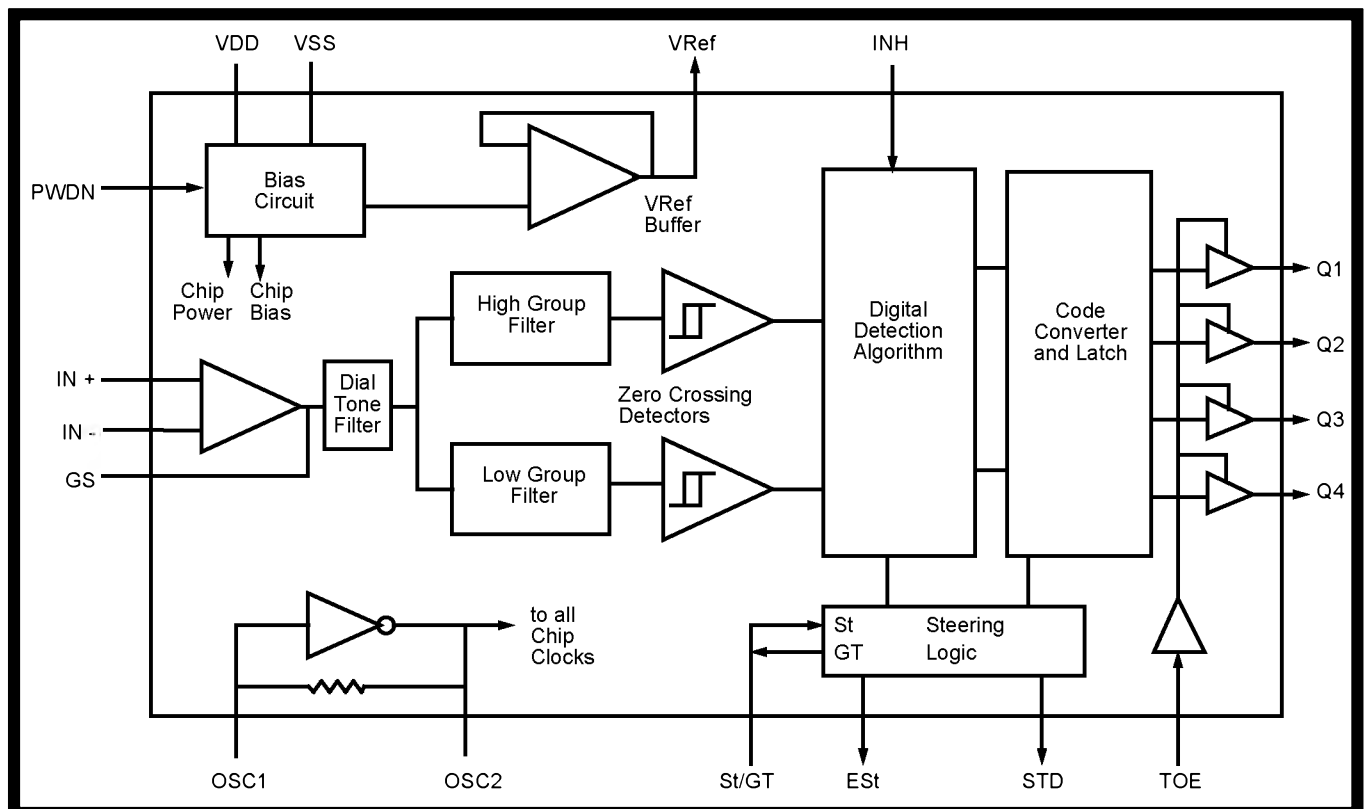 VDD
VSS
VRef
INH
PWDN
Bias
Circuit
VRef
Buffer
Chip
Power
Chip
Bias
High Group
Filter
Digital
Detection
Algorithm
Code
Converter
and Latch
Q1
Q2
Q3
Q4
IN +
IN -
GS
Dial
Tone
Filter
Zero Crossing
Detectors
Low Group
Filter
to all
Chip
Clocks
St
GT
Steering
Logic
OSC1
OSC2
St/GT
ESt
STD
TOE